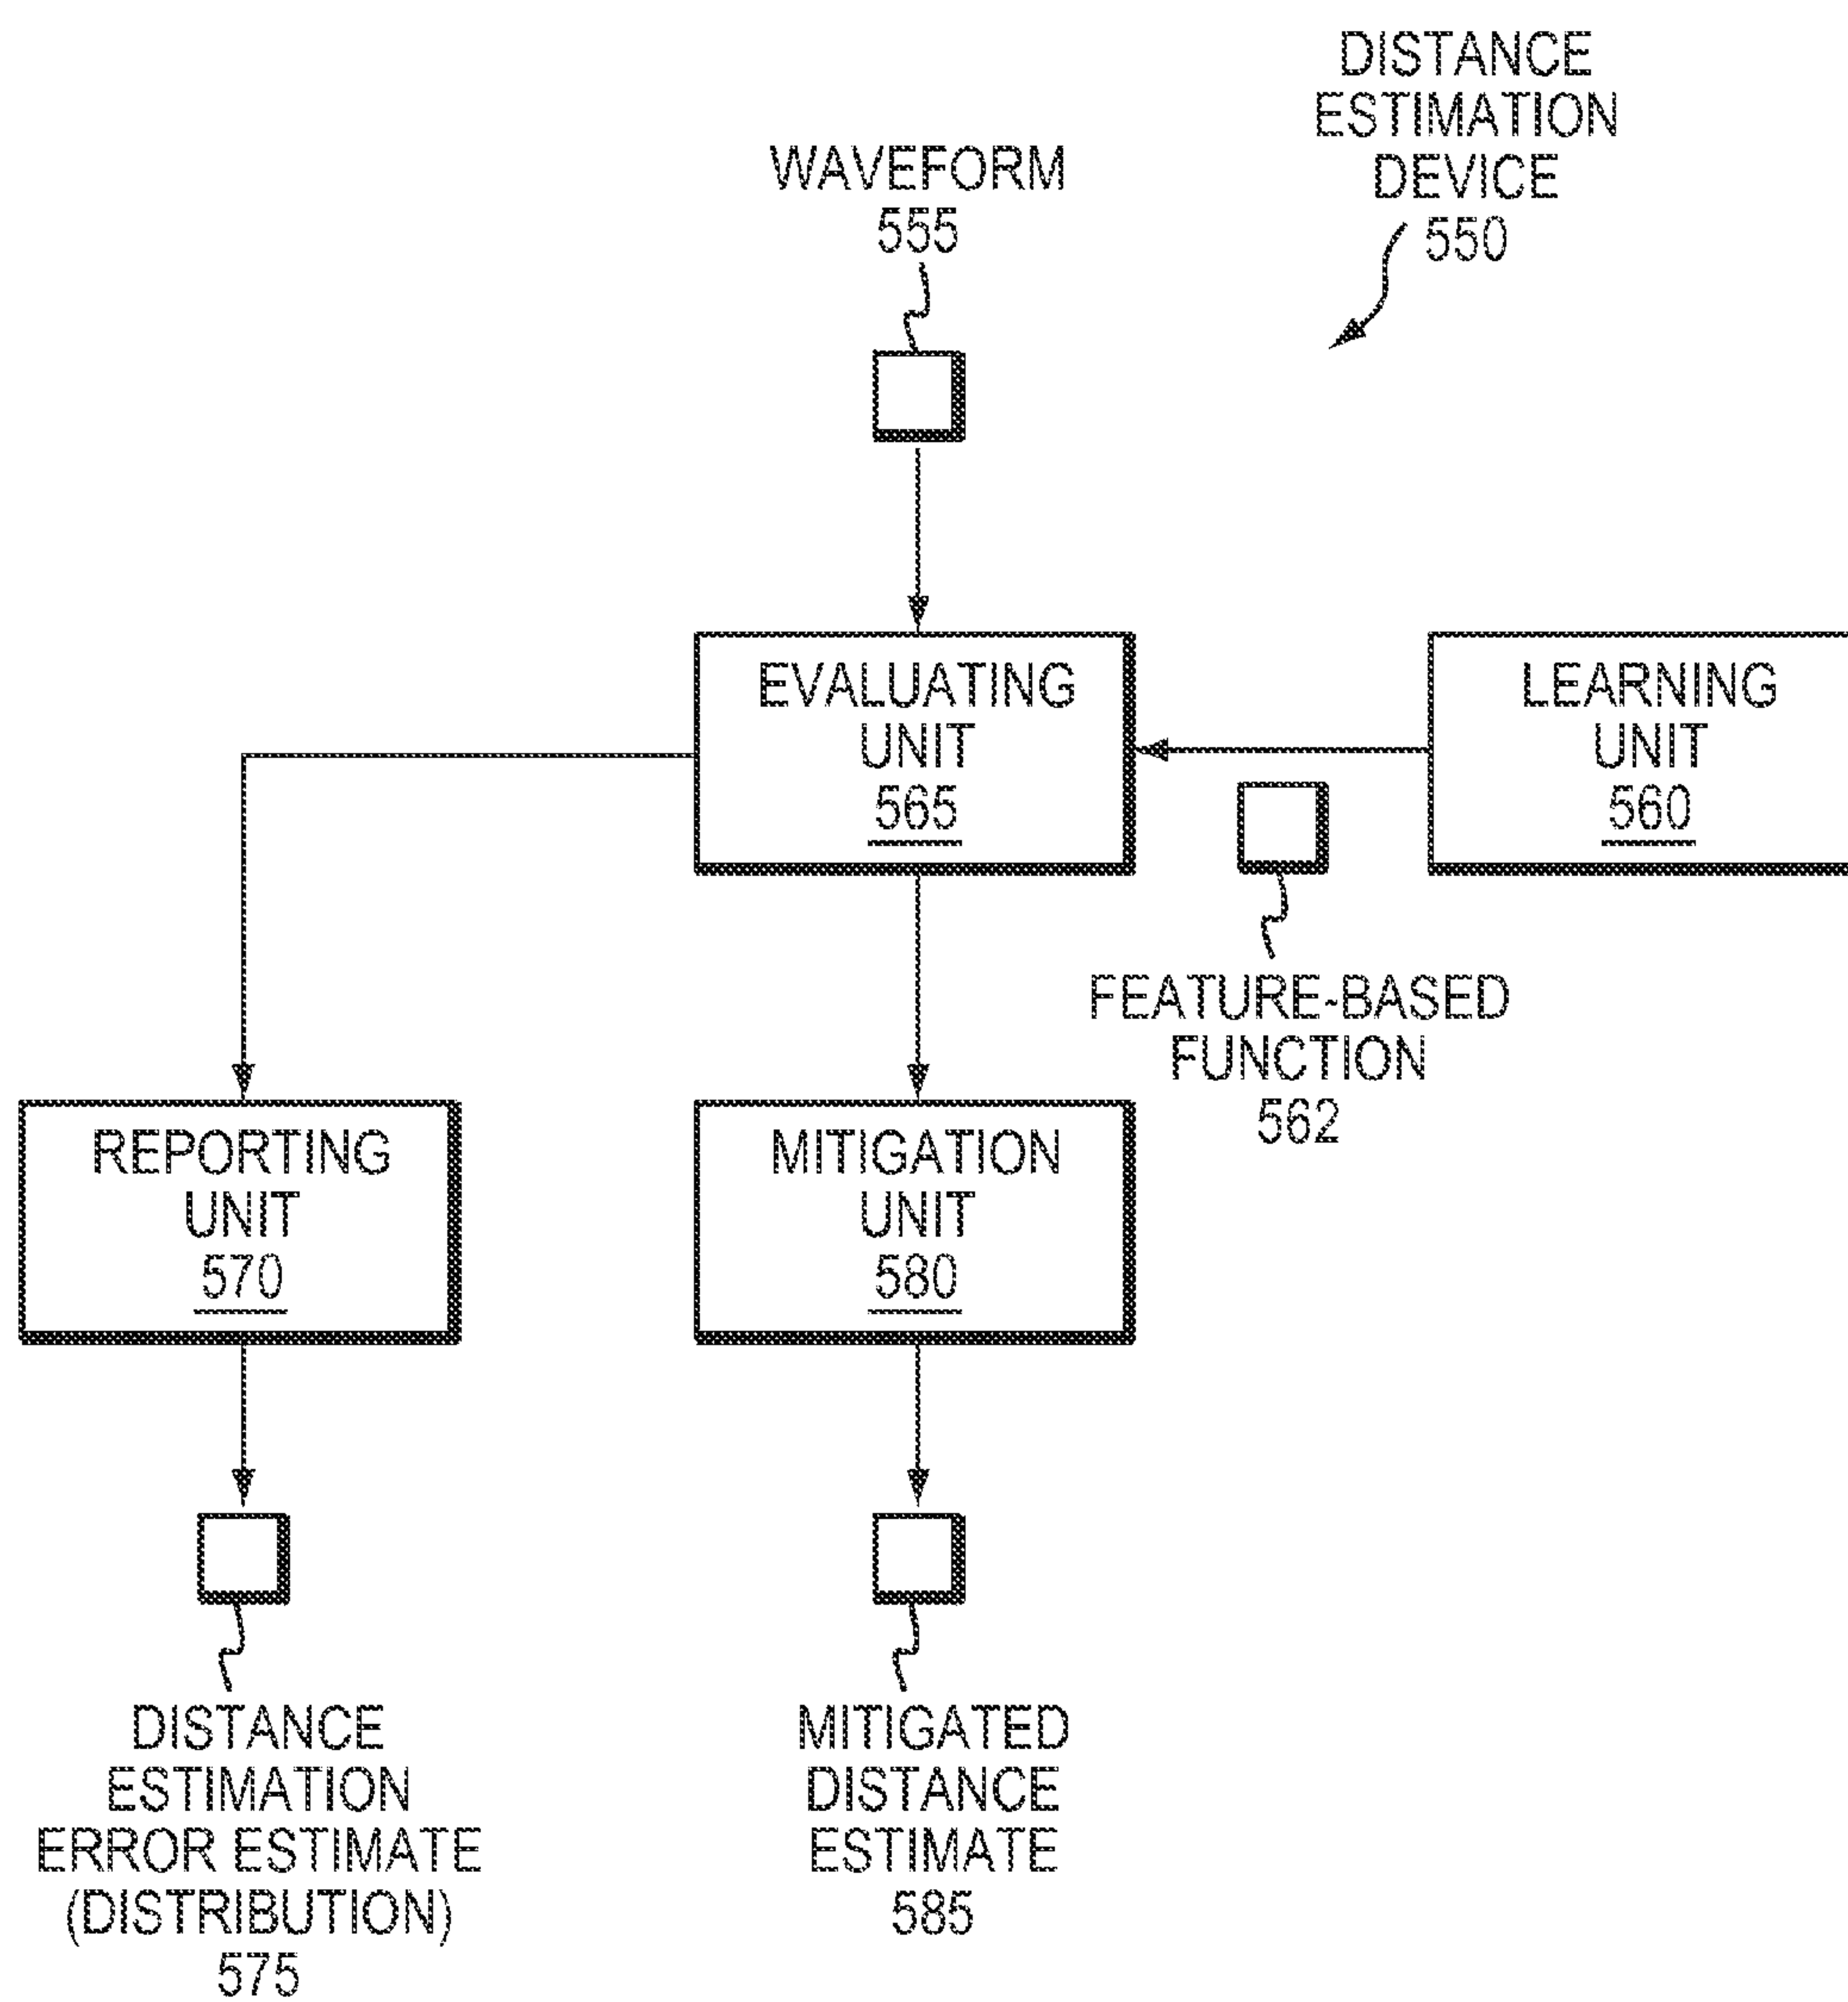 DISTANCE
ESTIMATION
DEVICE
550
WAVEFORM
555
EVALUATING
UNIT
565
LEARNING
UNIT
560
FEATURE-BASED
FUNCTION
562
REPORTING
UNIT
570
MITIGATION
UNIT
580
DISTANCE
ESTIMATION
ERROR ESTIMATE
(DISTRIBUTION)
575
MITIGATED
DISTANCE
ESTIMATE
585